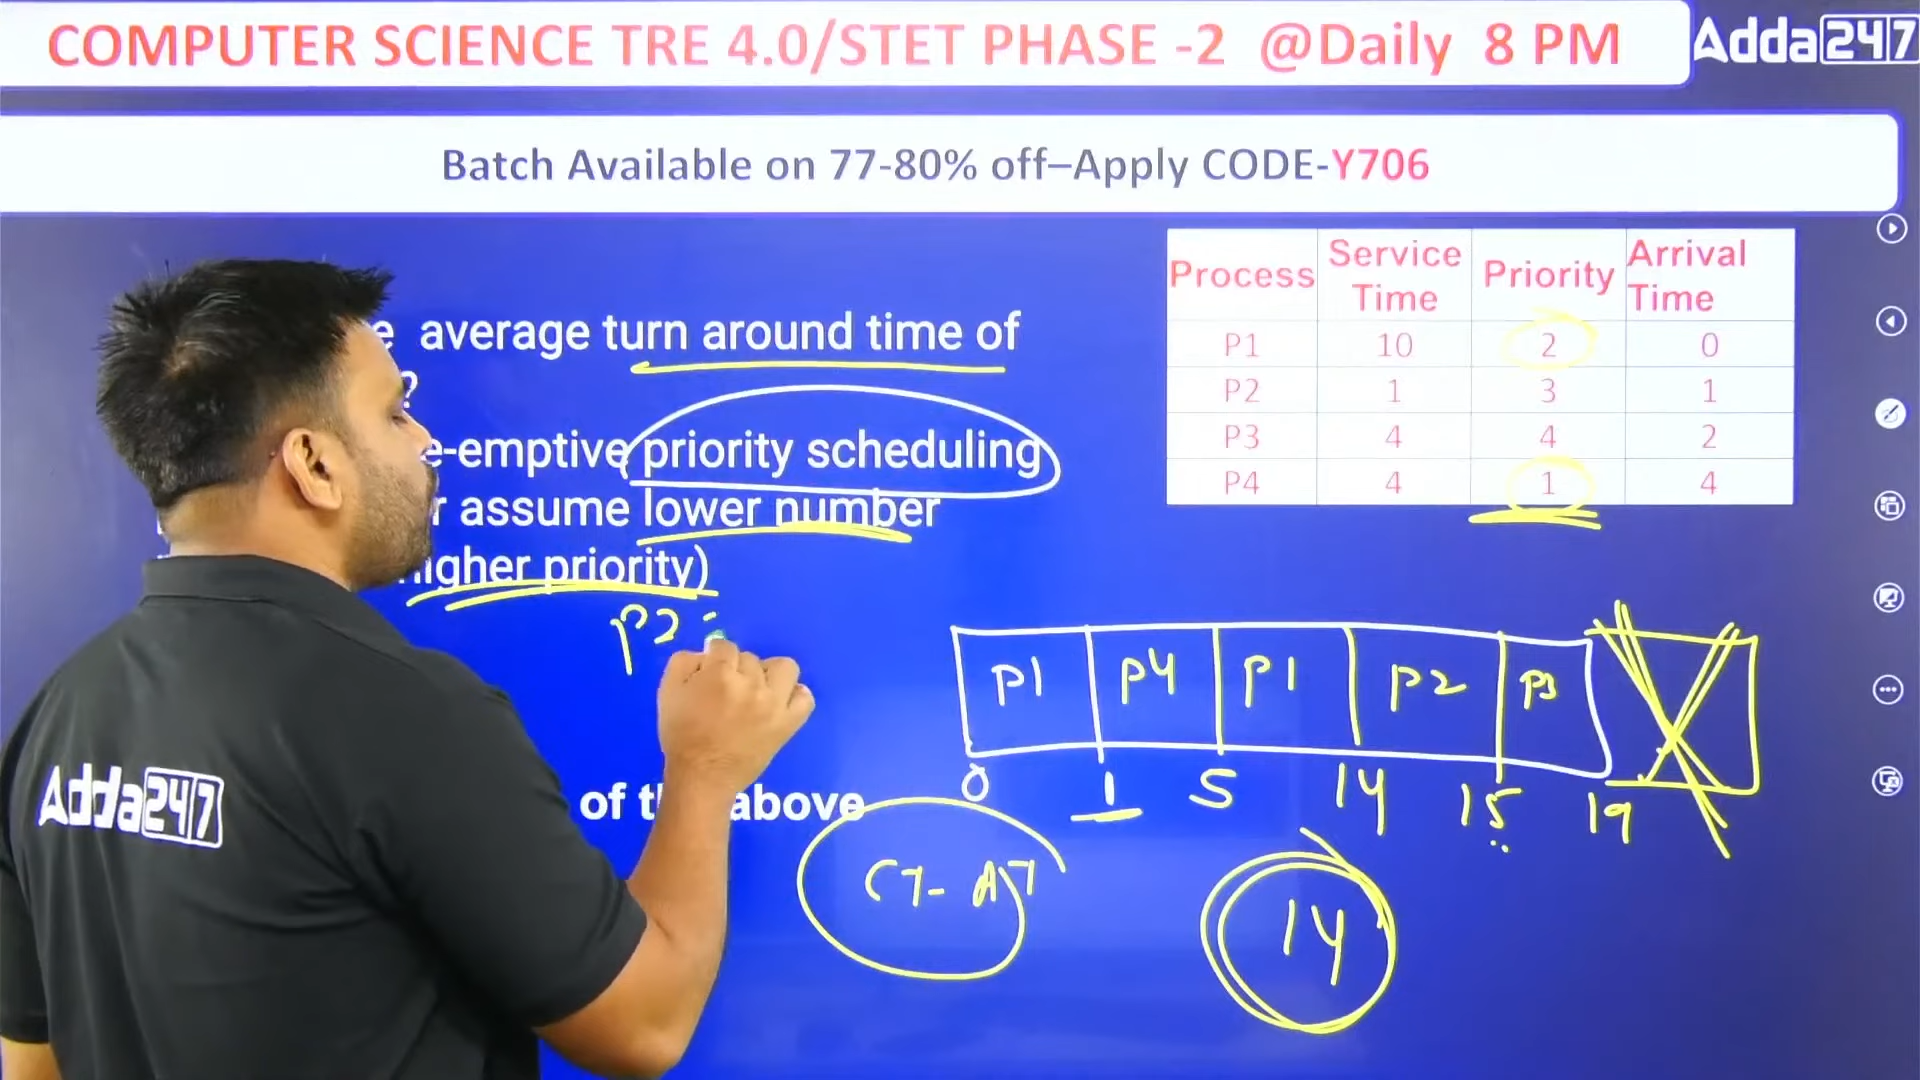 COMPUTER SCIENCE TRE 4.0/STET PHASE -2 @Daily 8 PM
Adda247
Batch Available on 77-80% off–Apply CODE-Y706
average turn around time of
?
e-emptive priority scheduling
r assume lower number
higher priority)
Process Service Time Priority Arrival Time
P1 10 2 0
P2 1 3 1
P3 4 4 2
P4 4 1 4
P2 :
P1 P4 P1 P2 P3
0 1 5 14 15 19
of above
CT- AT
14
Adda247